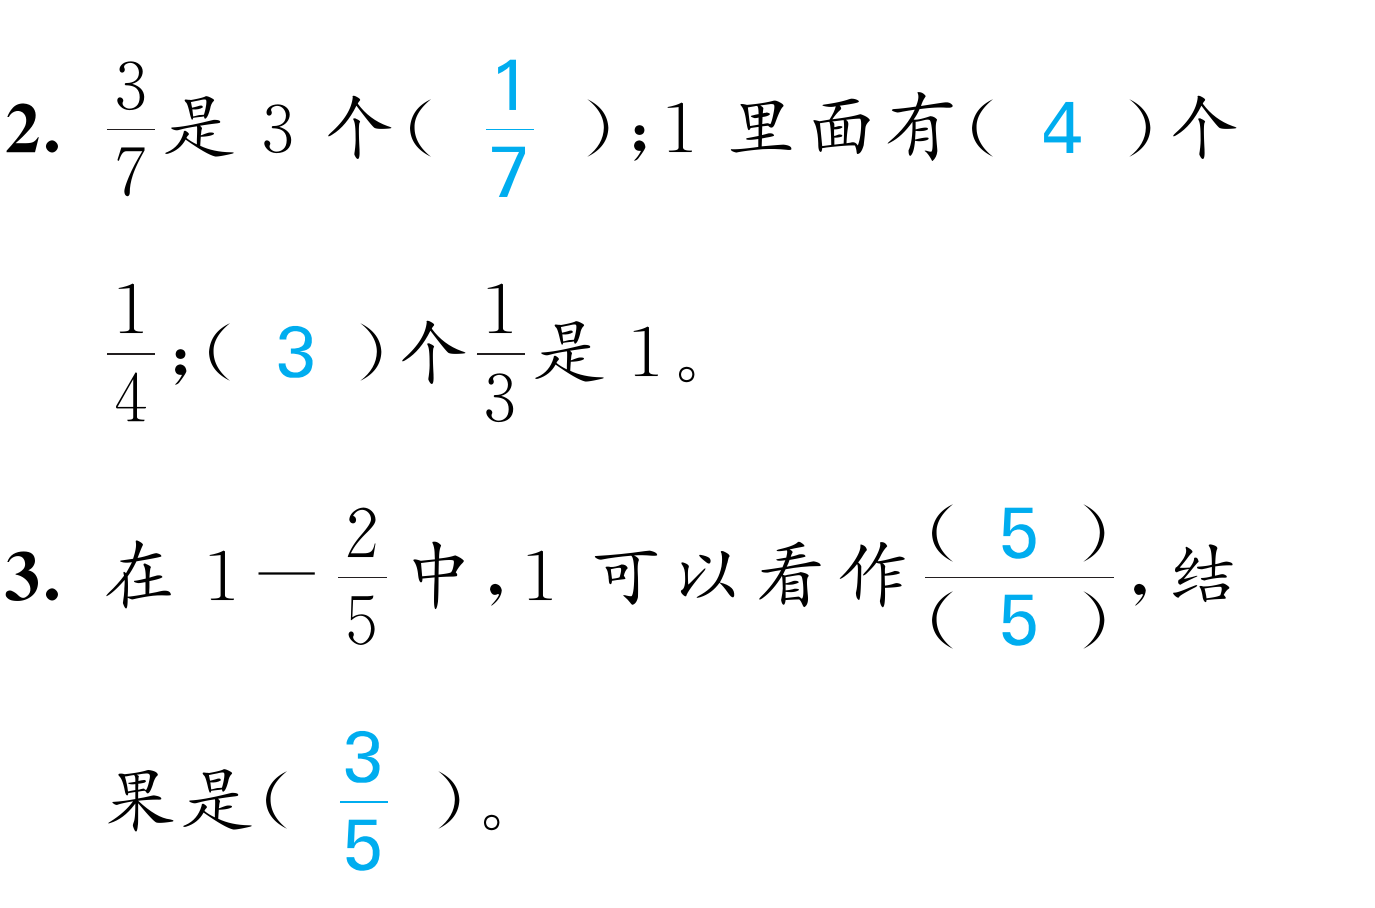 2. 3/7是 3 个( 1/7 );1 里面有( 4 )个
1/4;( 3 )个1/3是 1。
3. 在 1－2/5中,1 可以看作( 5 )/( 5 ),结
果是( 3/5 )。